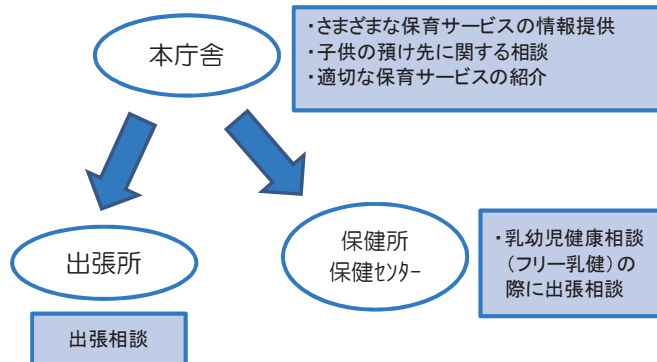 本庁舎
・さまざまな保育サービスの情報提供
・子供の預け先に関する相談
・適切な保育サービスの紹介
出張所
保健所
保健ｾﾝﾀｰ
・乳幼児健康相談
（フリー乳健）の
際に出張相談
出張相談